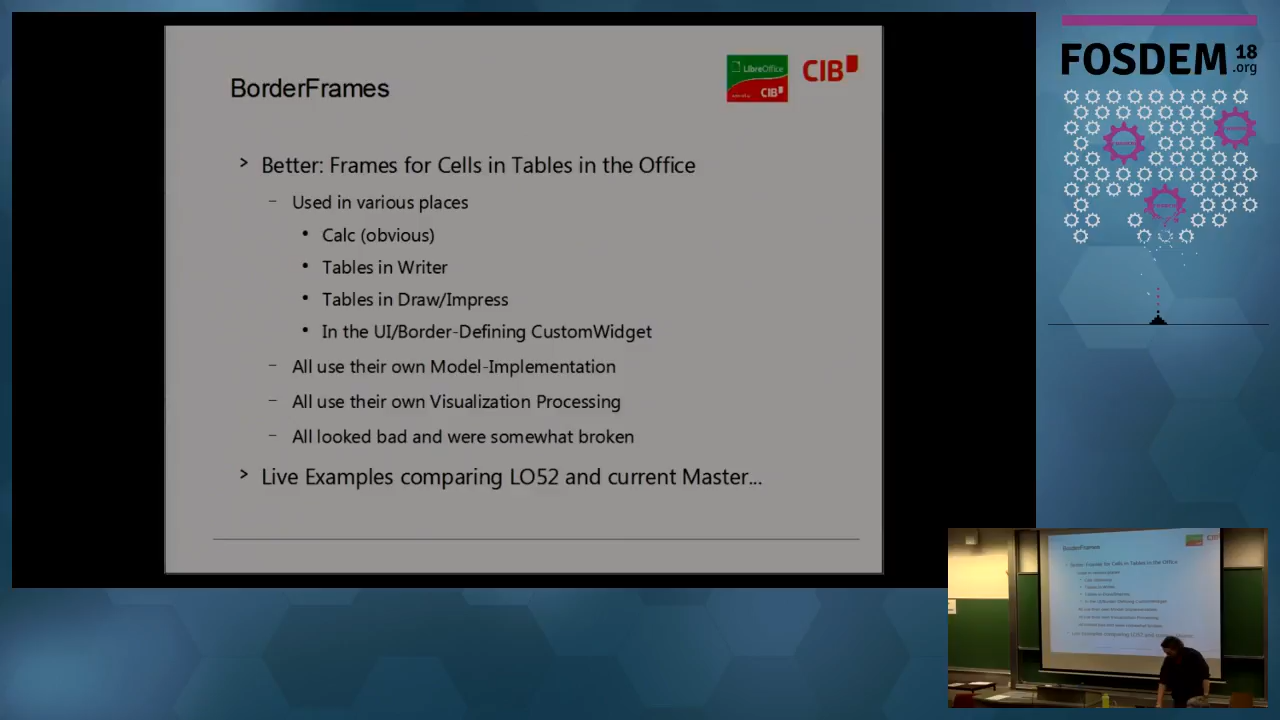 BorderFrames
LibreOffice
CIB
CIB
> Better: Frames for Cells in Tables in the Office
– Used in various places
• Calc (obvious)
• Tables in Writer
• Tables in Draw/Impress
• In the UI/Border-Defining CustomWidget
– All use their own Model-Implementation
– All use their own Visualization Processing
– All looked bad and were somewhat broken
> Live Examples comparing LO52 and current Master...
FOSDEM 18
.org
BorderFrames